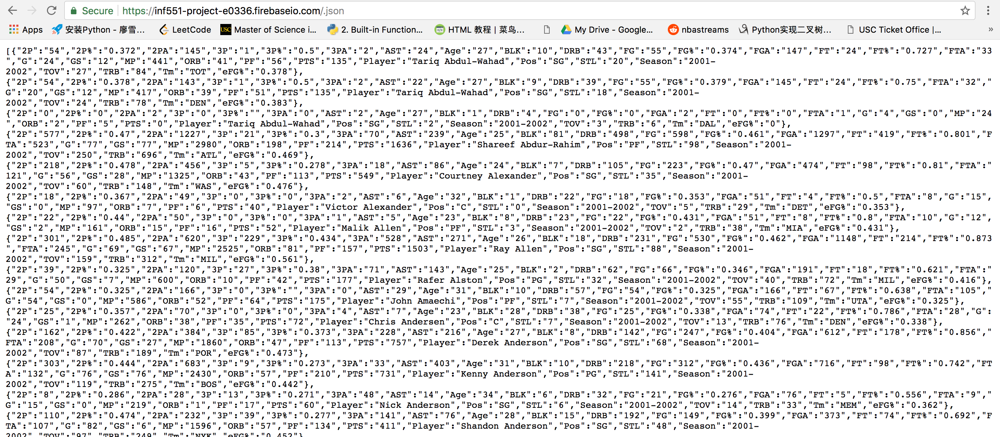 Secure https://inf551-project-e0336.firebaseio.com/.json
Apps 安装Python - 廖雪... LeetCode USC Master of Science i... 2. Built-in Function... HTML 教程 | 菜鸟... My Drive - Google... nbastreams Python实现二叉树... USC Ticket Office |... »
[{"2P":"54","2P%":"0.372","2PA":"145","3P":"1","3P%":"0.5","3PA":"2","AST":"24","Age":"27","BLK":"10","DRB":"43","FG":"55","FG%":"0.374","FGA":"147","FT":"24","FT%":"0.727","FTA":"33
","G":"24","GS":"12","MP":"441","ORB":"41","PF":"56","PTS":"135","Player":"Tariq Abdul-Wahad","Pos":"SG","STL":"20","Season":"2001-
2002","TOV":"27","TRB":"84","Tm":"TOT","eFG%":"0.378"},
{"2P":"54","2P%":"0.378","2PA":"143","3P":"1","3P%":"0.5","3PA":"2","AST":"22","Age":"27","BLK":"9","DRB":"39","FG":"55","FG%":"0.379","FGA":"145","FT":"24","FT%":"0.75","FTA":"32","
G":"20","GS":"12","MP":"417","ORB":"39","PF":"51","PTS":"135","Player":"Tariq Abdul-Wahad","Pos":"SG","STL":"18","Season":"2001-
2002","TOV":"24","TRB":"78","Tm":"DEN","eFG%":"0.383"},
{"2P":"0","2P%":"0","2PA":"2","3P":"0","3P%":"","3PA":"0","AST":"2","Age":"27","BLK":"1","DRB":"4","FG":"0","FG%":"0","FGA":"2","FT":"0","FT%":"0","FTA":"1","G":"4","GS":"0","MP":"24
","ORB":"2","PF":"5","PTS":"0","Player":"Tariq Abdul-Wahad","Pos":"SG","STL":"2","Season":"2001-2002","TOV":"3","TRB":"6","Tm":"DAL","eFG%":"0"},
{"2P":"577","2P%":"0.47","2PA":"1227","3P":"21","3P%":"0.3","3PA":"70","AST":"239","Age":"25","BLK":"81","DRB":"498","FG":"598","FG%":"0.461","FGA":"1297","FT":"419","FT%":"0.801","F
TA":"523","G":"77","GS":"77","MP":"2980","ORB":"198","PF":"214","PTS":"1636","Player":"Shareef Abdur-Rahim","Pos":"PF","STL":"98","Season":"2001-
2002","TOV":"250","TRB":"696","Tm":"ATL","eFG%":"0.469"},
{"2P":"218","2P%":"0.478","2PA":"456","3P":"5","3P%":"0.278","3PA":"18","AST":"86","Age":"24","BLK":"7","DRB":"105","FG":"223","FG%":"0.47","FGA":"474","FT":"98","FT%":"0.81","FTA":"
121","G":"56","GS":"28","MP":"1325","ORB":"43","PF":"113","PTS":"549","Player":"Courtney Alexander","Pos":"SG","STL":"35","Season":"2001-
2002","TOV":"60","TRB":"148","Tm":"WAS","eFG%":"0.476"},
{"2P":"18","2P%":"0.367","2PA":"49","3P":"0","3P%":"0","3PA":"2","AST":"6","Age":"32","BLK":"1","DRB":"22","FG":"18","FG%":"0.353","FGA":"51","FT":"4","FT%":"0.5","FTA":"8","G":"15",
"GS":"0","MP":"97","ORB":"7","PF":"6","PTS":"40","Player":"Victor Alexander","Pos":"C","STL":"0","Season":"2001-2002","TOV":"5","TRB":"29","Tm":"DET","eFG%":"0.353"},
{"2P":"22","2P%":"0.44","2PA":"50","3P":"0","3P%":"0","3PA":"1","AST":"5","Age":"23","BLK":"8","DRB":"23","FG":"22","FG%":"0.431","FGA":"51","FT":"8","FT%":"0.8","FTA":"10","G":"12",
"GS":"2","MP":"161","ORB":"15","PF":"16","PTS":"52","Player":"Malik Allen","Pos":"PF","STL":"3","Season":"2001-2002","TOV":"2","TRB":"38","Tm":"MIA","eFG%":"0.431"},
{"2P":"301","2P%":"0.485","2PA":"620","3P":"229","3P%":"0.434","3PA":"528","AST":"271","Age":"26","BLK":"18","DRB":"231","FG":"530","FG%":"0.462","FGA":"1148","FT":"214","FT%":"0.873
","FTA":"245","G":"69","GS":"67","MP":"2525","ORB":"81","PF":"157","PTS":"1503","Player":"Ray Allen","Pos":"SG","STL":"88","Season":"2001-
2002","TOV":"159","TRB":"312","Tm":"MIL","eFG%":"0.561"},
{"2P":"39","2P%":"0.325","2PA":"120","3P":"27","3P%":"0.38","3PA":"71","AST":"143","Age":"25","BLK":"2","DRB":"62","FG":"66","FG%":"0.346","FGA":"191","FT":"18","FT%":"0.621","FTA":"
29","G":"50","GS":"7","MP":"600","ORB":"10","PF":"42","PTS":"177","Player":"Rafer Alston","Pos":"PG","STL":"32","Season":"2001-2002","TOV":"40","TRB":"72","Tm":"MIL","eFG%":"0.416"},
{"2P":"54","2P%":"0.325","2PA":"166","3P":"0","3P%":"","3PA":"0","AST":"29","Age":"31","BLK":"10","DRB":"57","FG":"54","FG%":"0.325","FGA":"166","FT":"67","FT%":"0.638","FTA":"105","
G":"54","GS":"0","MP":"586","ORB":"52","PF":"64","PTS":"175","Player":"John Amaechi","Pos":"PF","STL":"7","Season":"2001-2002","TOV":"55","TRB":"109","Tm":"UTA","eFG%":"0.325"},
{"2P":"25","2P%":"0.357","2PA":"70","3P":"0","3P%":"0","3PA":"4","AST":"7","Age":"23","BLK":"28","DRB":"38","FG":"25","FG%":"0.338","FGA":"74","FT":"22","FT%":"0.786","FTA":"28","G":
"24","GS":"1","MP":"262","ORB":"38","PF":"35","PTS":"72","Player":"Chris Andersen","Pos":"C","STL":"7","Season":"2001-2002","TOV":"13","TRB":"76","Tm":"DEN","eFG%":"0.338"},
{"2P":"162","2P%":"0.422","2PA":"384","3P":"85","3P%":"0.373","3PA":"228","AST":"216","Age":"27","BLK":"8","DRB":"142","FG":"247","FG%":"0.404","FGA":"612","FT":"178","FT%":"0.856","
FTA":"208","G":"70","GS":"27","MP":"1860","ORB":"47","PF":"113","PTS":"757","Player":"Derek Anderson","Pos":"SG","STL":"68","Season":"2001-
2002","TOV":"87","TRB":"189","Tm":"POR","eFG%":"0.473"},
{"2P":"303","2P%":"0.444","2PA":"683","3P":"9","3P%":"0.273","3PA":"33","AST":"403","Age":"31","BLK":"10","DRB":"218","FG":"312","FG%":"0.436","FGA":"716","FT":"98","FT%":"0.742","FT
A":"132","G":"76","GS":"76","MP":"2430","ORB":"57","PF":"210","PTS":"731","Player":"Kenny Anderson","Pos":"PG","STL":"141","Season":"2001-
2002","TOV":"119","TRB":"275","Tm":"BOS","eFG%":"0.442"},
{"2P":"8","2P%":"0.286","2PA":"28","3P":"13","3P%":"0.271","3PA":"48","AST":"14","Age":"34","BLK":"6","DRB":"32","FG":"21","FG%":"0.276","FGA":"76","FT":"5","FT%":"0.556","FTA":"9","
G":"15","GS":"0","MP":"219","ORB":"1","PF":"17","PTS":"60","Player":"Nick Anderson","Pos":"SG","STL":"6","Season":"2001-2002","TOV":"14","TRB":"33","Tm":"MEM","eFG%":"0.362"},
{"2P":"110","2P%":"0.474","2PA":"232","3P":"39","3P%":"0.277","3PA":"141","AST":"76","Age":"28","BLK":"15","DRB":"192","FG":"149","FG%":"0.399","FGA":"373","FT":"74","FT%":"0.692","F
TA":"107","G":"82","GS":"6","MP":"1596","ORB":"57","PF":"134","PTS":"411","Player":"Shandon Anderson","Pos":"SG","STL":"48","Season":"2001-
2002","TOV":"97","TRB":"249","Tm":"NYK","eFG%":"0.452"}